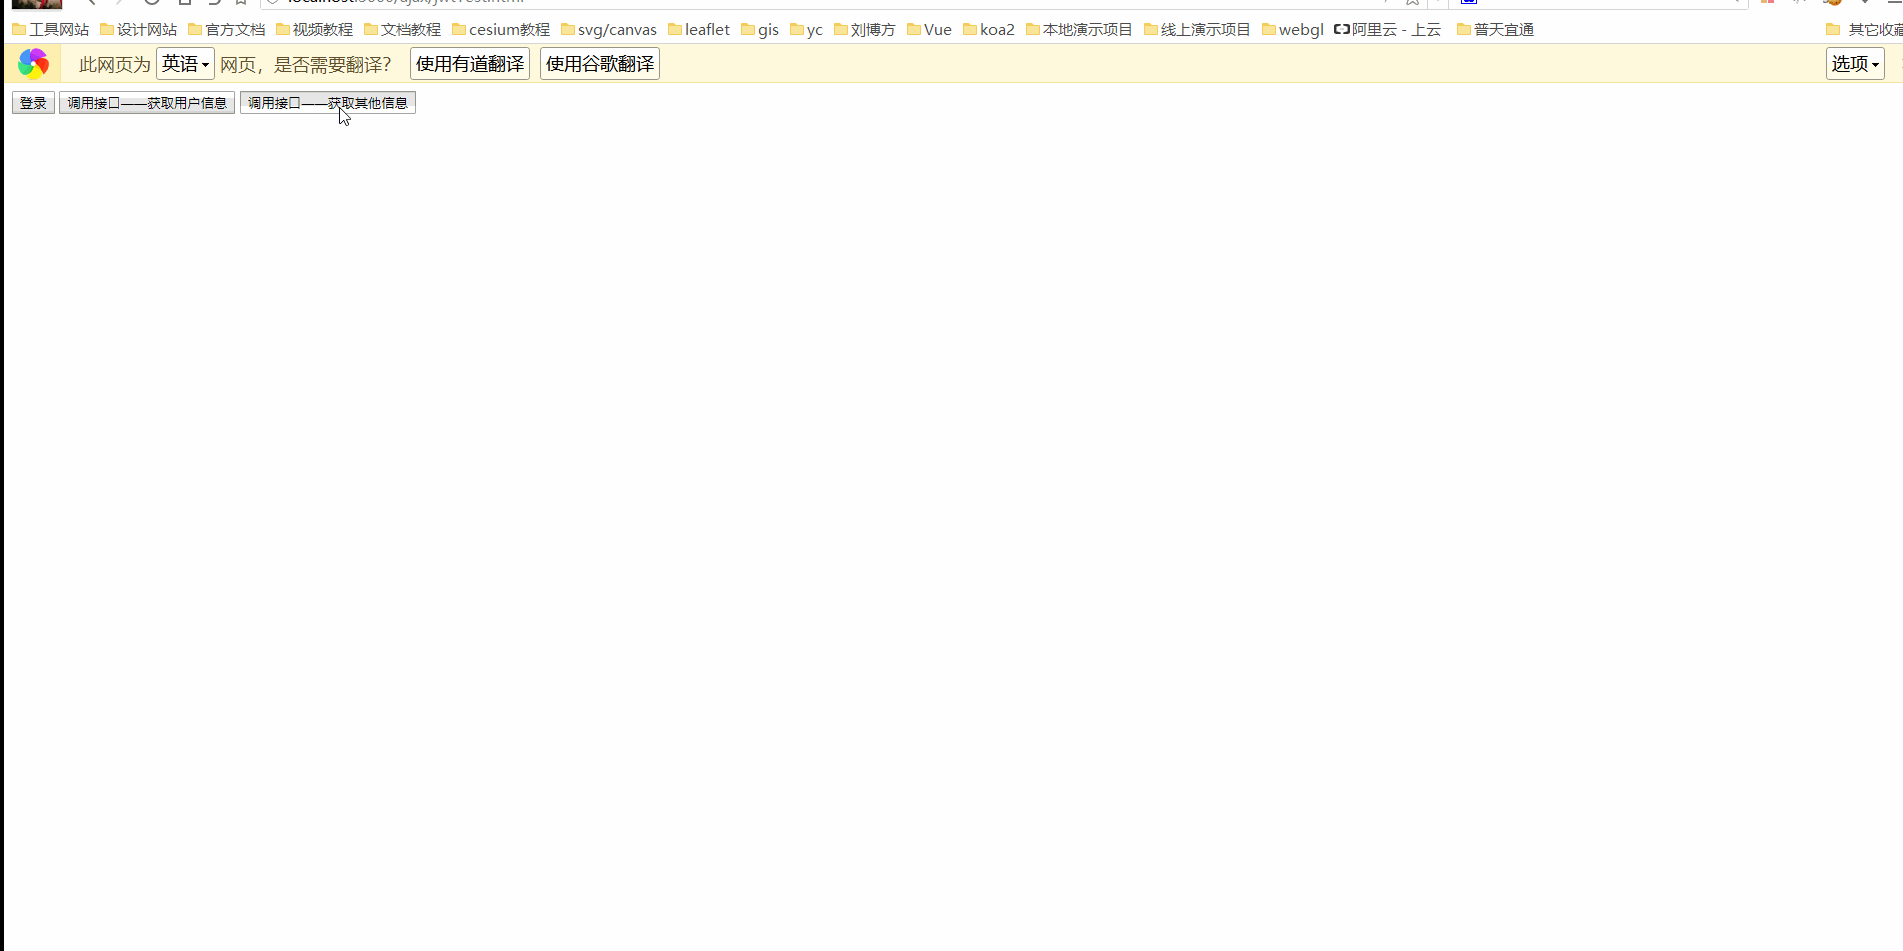 工具网站 设计网站 官方文档 视频教程 文档教程 cesium教程 svg/canvas leaflet gis yc 刘博方 Vue koa2 本地演示项目 线上演示项目 webgl 阿里云 - 上云 普天宜通 其它收藏
此网页为 英语 网页，是否需要翻译？ 使用有道翻译 使用谷歌翻译 选项
登录 调用接口——获取用户信息 调用接口——获取其他信息